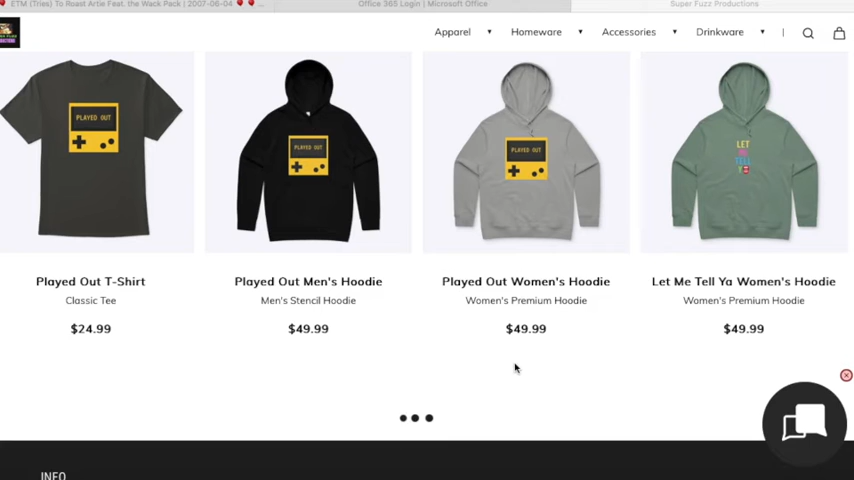 ETM (Tries) To Roast Artie Feat. the Wack Pack | 2007-06-04
Office 365 Login | Microsoft Office
Super Fuzz Productions
Apparel ▼ Homeware ▼ Accessories ▼ Drinkware ▼ |
PLAYED OUT
PLAYED OUT
PLAYED OUT
LET
ME
TELL
Y
Played Out T-Shirt
Classic Tee
$24.99
Played Out Men's Hoodie
Men's Stencil Hoodie
$49.99
Played Out Women's Hoodie
Women's Premium Hoodie
$49.99
Let Me Tell Ya Women's Hoodie
Women's Premium Hoodie
$49.99
INFO